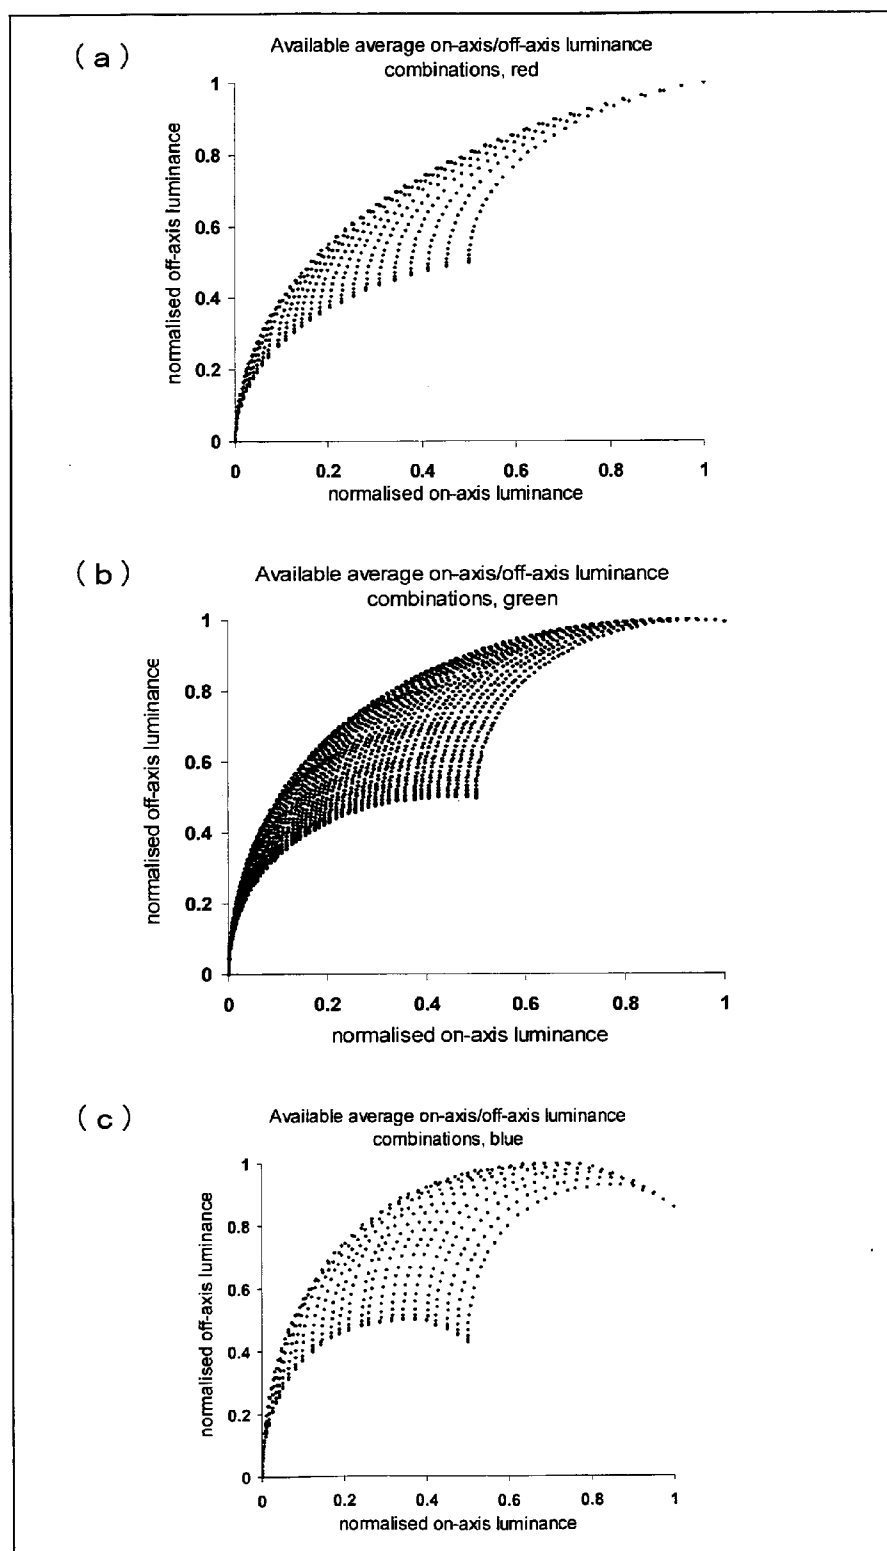 (a)
Available average on-axis/off-axis luminance
combinations, red
normalised off-axis luminance
1
0.8
0.6
0.4
0.2
0
0 0.2 0.4 0.6 0.8 1
normalised on-axis luminance
(b)
Available average on-axis/off-axis luminance
combinations, green
normalised off-axis luminance
1
0.8
0.6
0.4
0.2
0
0 0.2 0.4 0.6 0.8 1
normalised on-axis luminance
(c)
Available average on-axis/off-axis luminance
combinations, blue
normalised off-axis luminance
1
0.8
0.6
0.4
0.2
0
0 0.2 0.4 0.6 0.8 1
normalised on-axis luminance